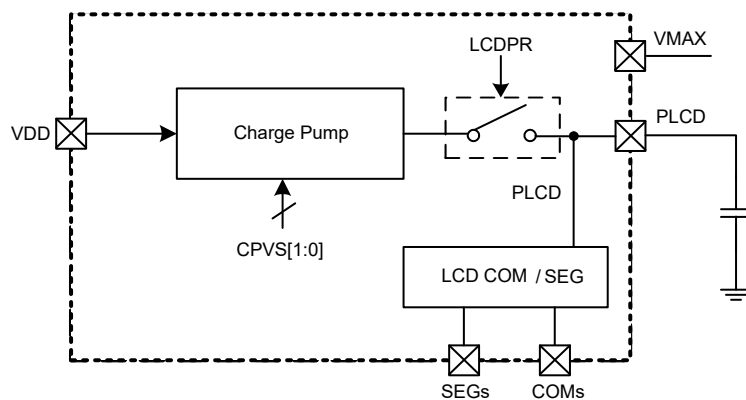 LCDPR
VMAX
VDD
Charge Pump
PLCD
PLCD
CPVS[1:0]
LCD COM / SEG
SEGs
COMs